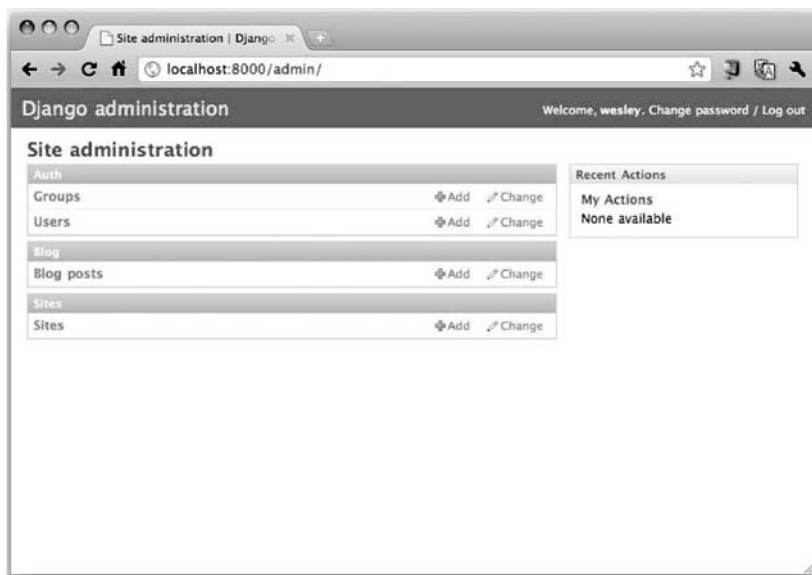 Site administration | Django
localhost:8000/admin/
Django administration
Welcome, wesley. Change password / Log out
Site administration
Auth
Groups Add Change
Users Add Change
Blog
Blog posts Add Change
Sites
Sites Add Change
Recent Actions
My Actions
None available